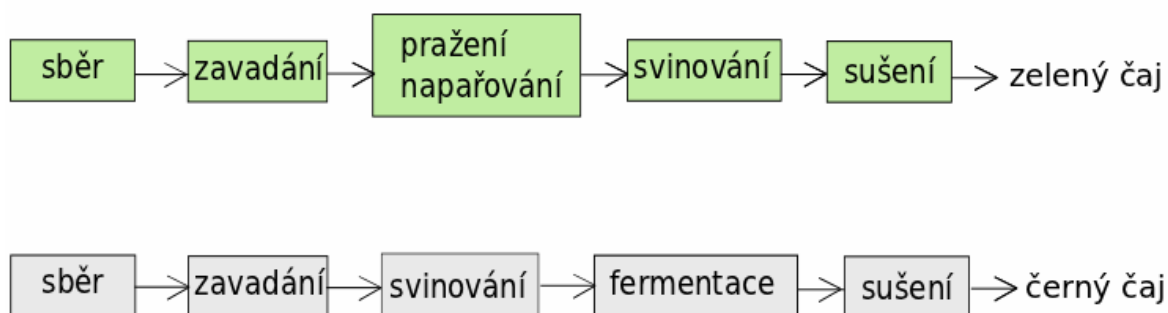 sběr
zavadání
pražení
napařování
svinování
sušení
zelený čaj
sběr
zavadání
svinování
fermentace
sušení
černý čaj